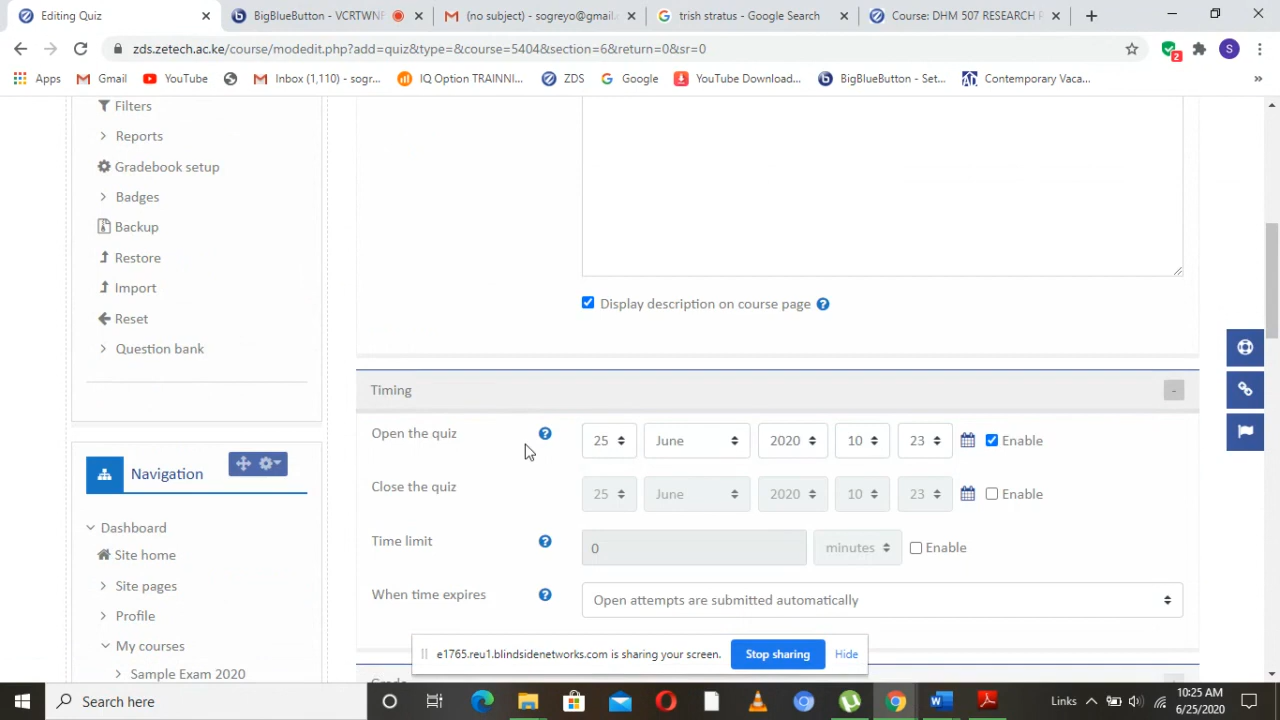 Editing Quiz
BigBlueButton - VCRTWNF
(no subject) - sogreyo@gmail.
trish stratus - Google Search
Course: DHM 507 RESEARCH F
zds.zetech.ac.ke/course/modedit.php?add=quiz&type=&course=5404&section=6&return=0&sr=0
2
S
Apps
Gmail
YouTube
Inbox (1,110) - sogr...
IQ Option TRAINNI...
ZDS
Google
YouTube Download...
BigBlueButton - Set...
Contemporary Vaca...
Filters
Reports
Gradebook setup
Badges
Backup
Restore
Import
Reset
Question bank
Navigation
Dashboard
Site home
Site pages
Profile
My courses
Sample Exam 2020
Display description on course page
Timing
Open the quiz
25 June 2020 10 23 Enable
Close the quiz
25 June 2020 10 23 Enable
Time limit
0 minutes Enable
When time expires
Open attempts are submitted automatically
e1765.reu1.blindsidenetworks.com is sharing your screen.
Stop sharing
Hide
Search here
Links
10:25 AM
6/25/2020